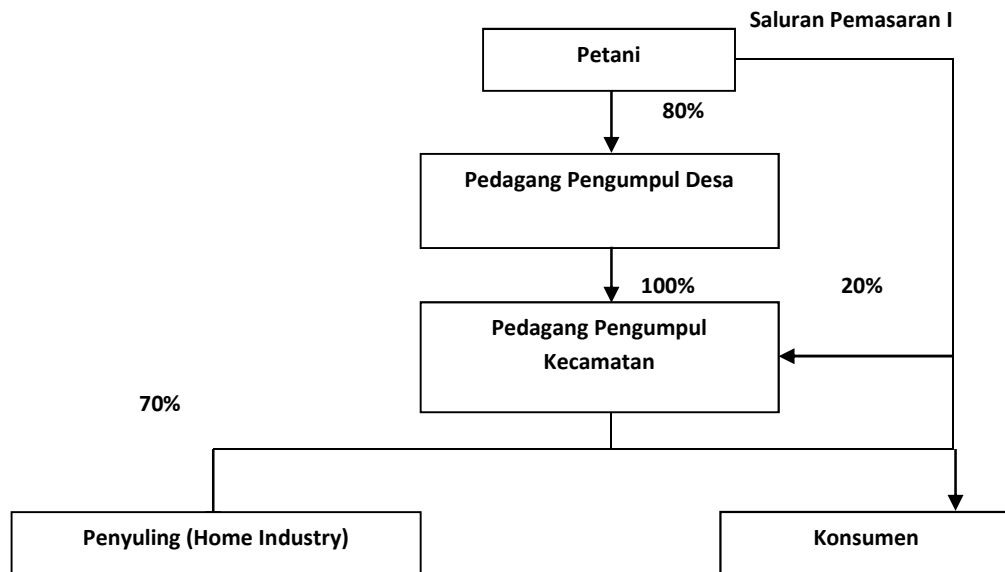 Saluran Pemasaran I
Petani
80%
Pedagang Pengumpul Desa
100%
20%
Pedagang Pengumpul
Kecamatan
70%
Penyuling (Home Industry)
Konsumen